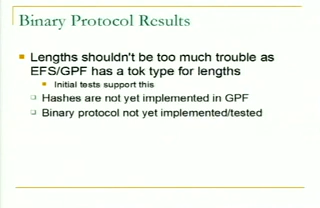 Binary Protocol Results
Lengths shouldn't be too much trouble as
EFS/GPF has a tok type for lengths
Initial tests support this
Hashes are not yet implemented in GPF
Binary protocol not yet implemented/tested